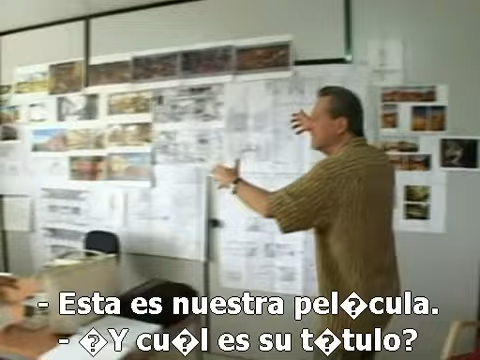 - Esta es nuestra pel�cula.
- �Y cu�l es su t�tulo?